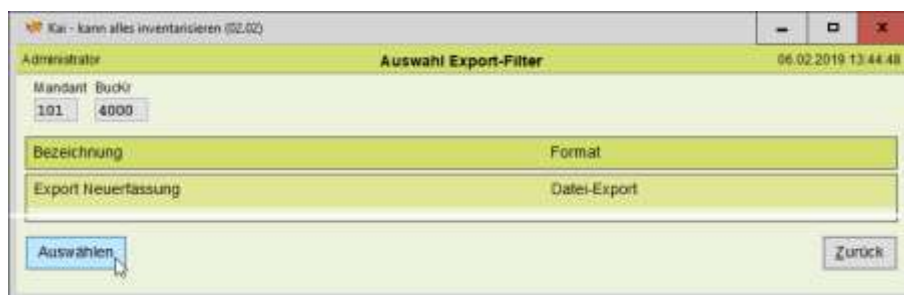 Kai - kann alles inventarisieren (02.02)
Administrator Auswahl Export-Filter 06.02.2019 13:44:48
Mandant BucKr
101 4000
Bezeichnung Format
Export Neuerfassung Datei-Export
Auswählen Zurück